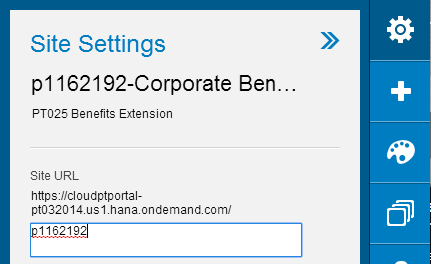 Site Settings
p1162192-Corporate Ben...
PT025 Benefits Extension
Site URL
https://cloudptportal-
pt032014.us1.hana.ondemand.com/
p1162192